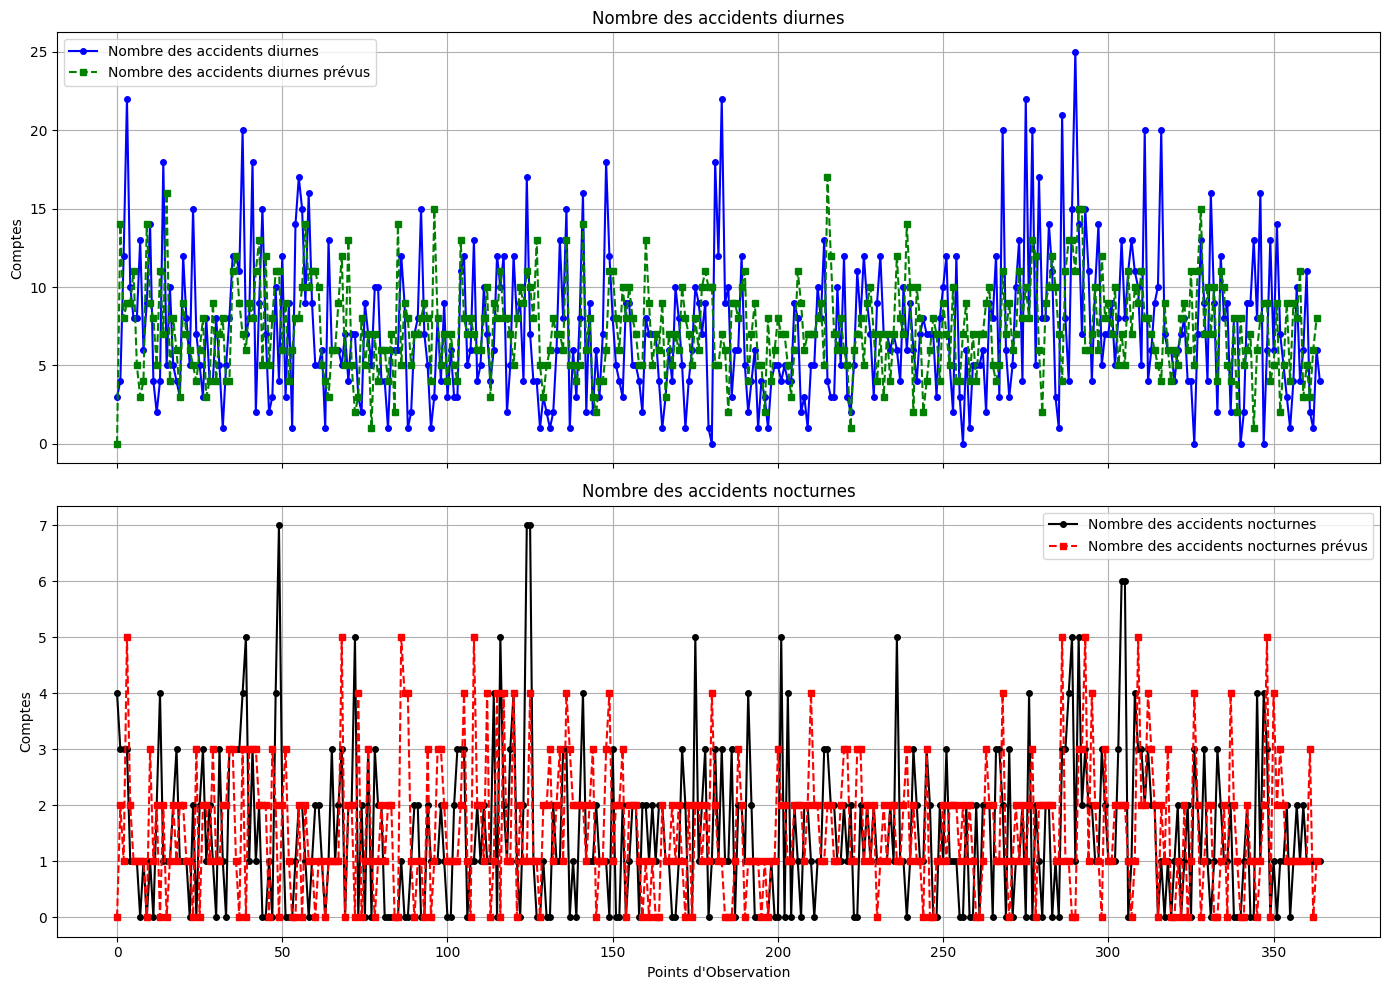 Nombre des accidents diurnes
Nombre des accidents diurnes
Nombre des accidents diurnes prévus
Comptes
25
20
15
10
5
0
Nombre des accidents nocturnes
Nombre des accidents nocturnes
Nombre des accidents nocturnes prévus
Comptes
7
6
5
4
3
2
1
0
0 50 100 150 200 250 300 350
Points d'Observation